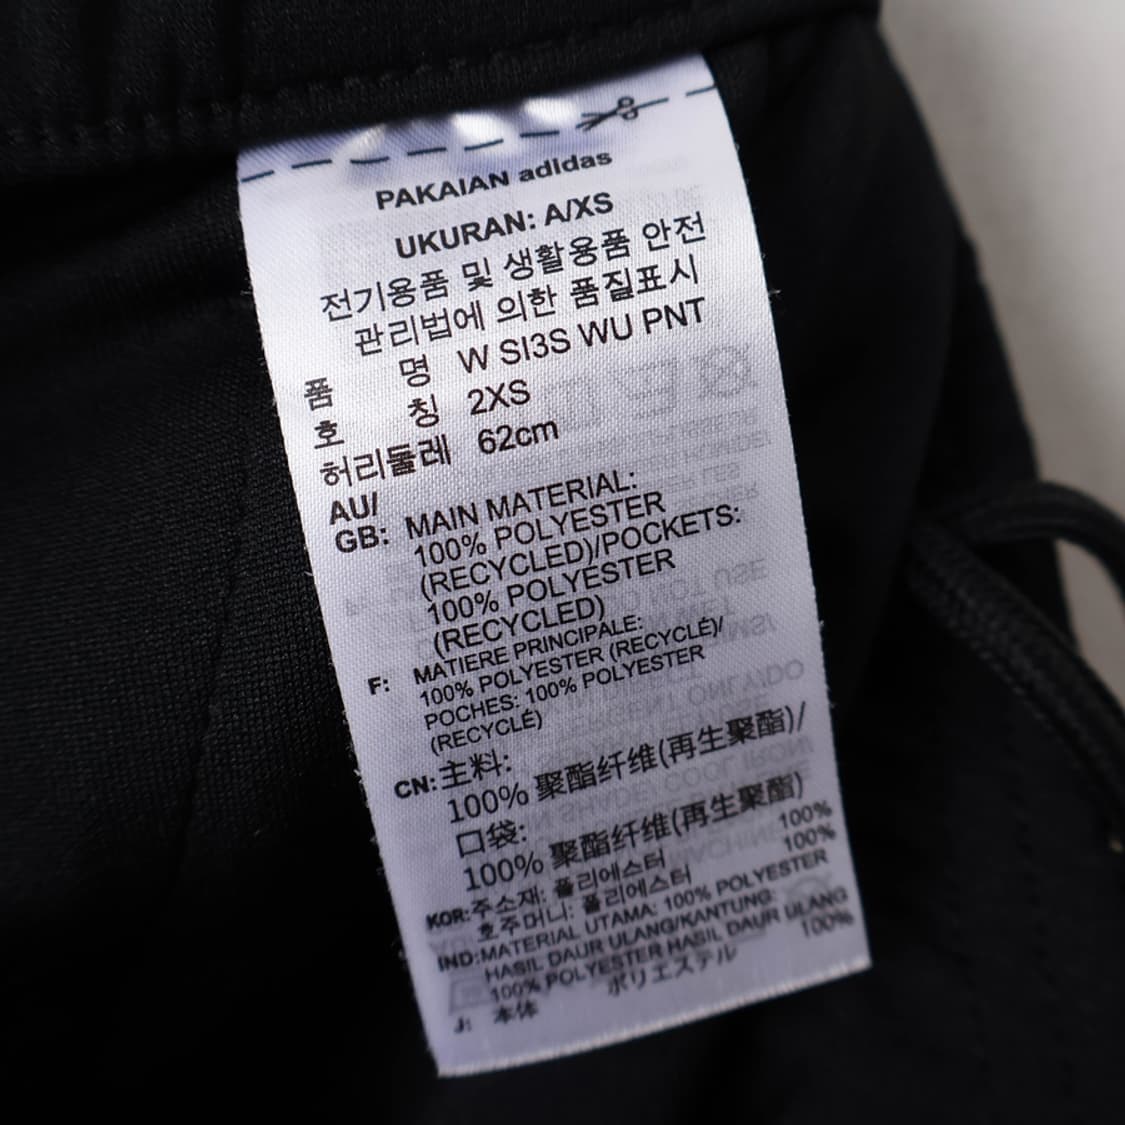 PAKAIAN adidas
UKURAN: A/XS
전기용품 및 생활용품 안전
관리법에 의한 품질표시
품 명 W SI3S WU PNT
호 칭 2XS
허리둘레 62cm
AU/
GB: MAIN MATERIAL:
100% POLYESTER
(RECYCLED)/POCKETS:
100% POLYESTER
(RECYCLED)
F: MATIERE PRINCIPALE:
100% POLYESTER (RECYCLÉ)/
POCHES: 100% POLYESTER
(RECYCLÉ)
CN: 主料:
100% 聚酯纤维(再生聚酯)/
口袋:
100% 聚酯纤维(再生聚酯)
KOR: 주소재: 폴리에스터 100%
호주머니: 폴리에스터 100%
IND: MATERIAL UTAMA: 100% POLYESTER
HASIL DAUR ULANG/KANTUNG:
100% POLYESTER HASIL DAUR ULANG
J: 本体 ポリエステル 100%